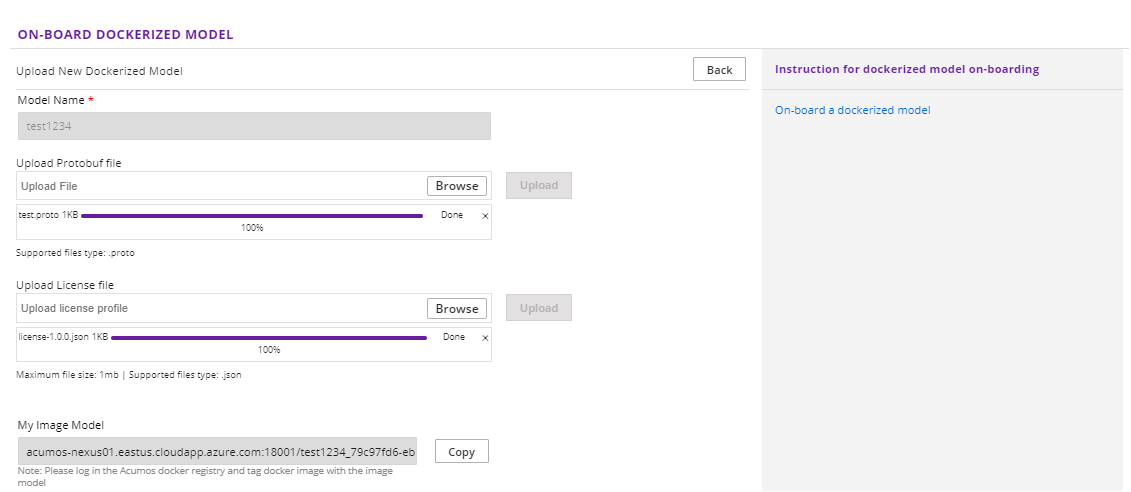 ON-BOARD DOCKERIZED MODEL
Upload New Dockerized Model
Back
Model Name *
test1234
Upload Protobuf file
Upload File
Browse
Upload
test.proto 1KB
Done
×
100%
Supported files type: .proto
Upload License file
Upload license profile
Browse
Upload
license-1.0.0.json 1KB
Done
×
100%
Maximum file size: 1mb | Supported files type: .json
My Image Model
acumos-nexus01.eastus.cloudapp.azure.com:18001/test1234_79c97fd6-eb
Copy
Note: Please log in the Acumos docker registry and tag docker image with the image
model
Instruction for dockerized model on-boarding
On-board a dockerized model